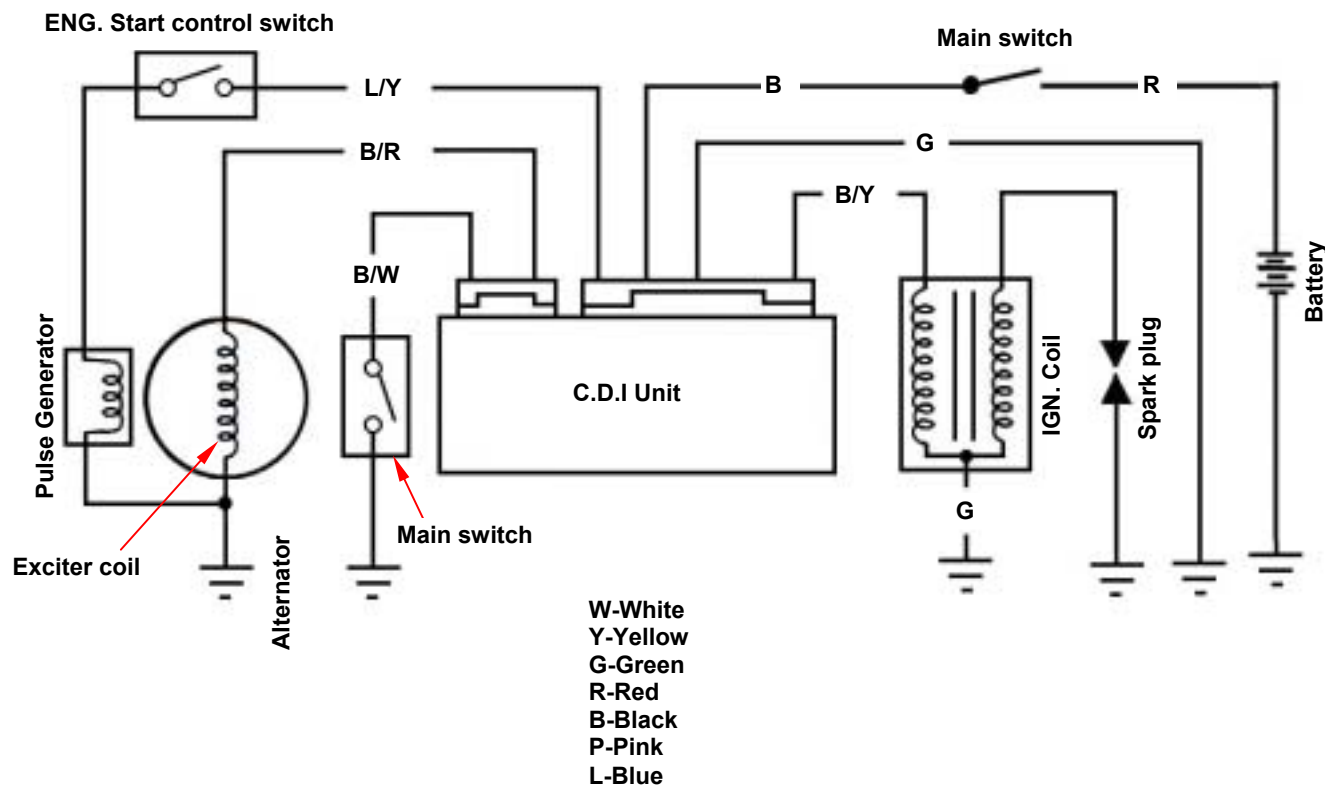 ENG. Start control switch
Main switch
L/Y
B
R
B/R
G
B/Y
B/W
Battery
Pulse Generator
C.D.I Unit
IGN. Coil
Spark plug
G
Main switch
Exciter coil
Alternator
W-White
Y-Yellow
G-Green
R-Red
B-Black
P-Pink
L-Blue